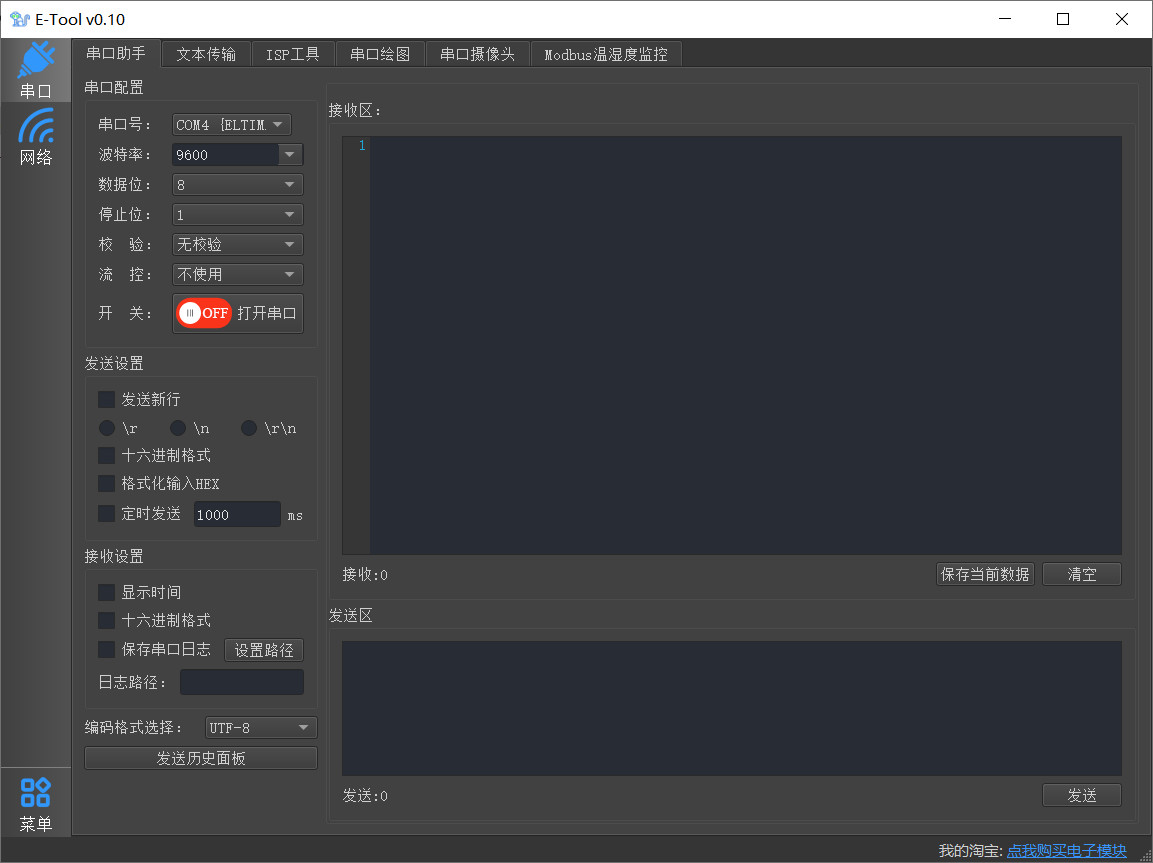 E-Tool v0.10
串口
网络
菜单
串口助手 文本传输 ISP工具 串口绘图 串口摄像头 Modbus温湿度监控
串口配置
串口号： COM4 {ELTIM.
波特率： 9600
数据位： 8
停止位： 1
校 验： 无校验
流 控： 不使用
开 关： OFF 打开串口
发送设置
发送新行
\r \n \r\n
十六进制格式
格式化输入HEX
定时发送 1000 ms
接收设置
显示时间
十六进制格式
保存串口日志 设置路径
日志路径：
编码格式选择： UTF-8
发送历史面板
接收区：
1
接收:0 保存当前数据 清空
发送区
发送:0 发送
我的淘宝: 点我购买电子模块